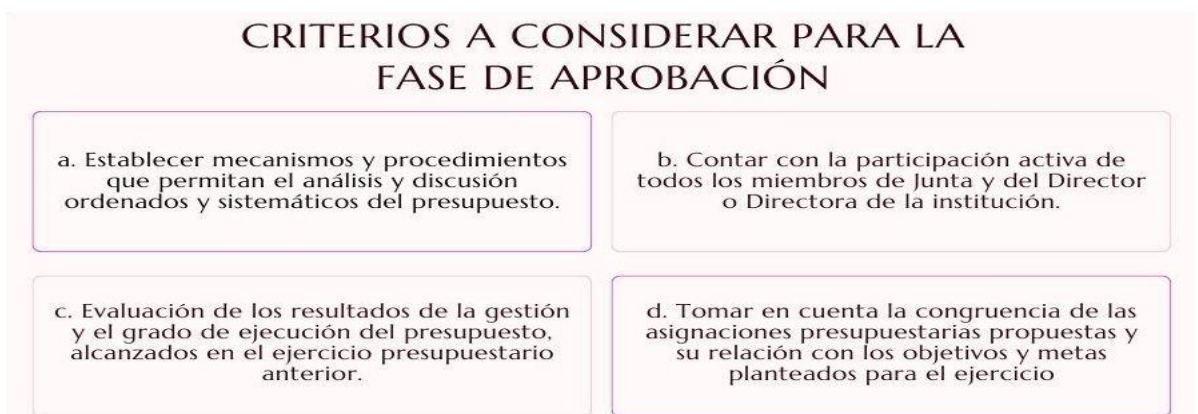 CRITERIOS A CONSIDERAR PARA LA
FASE DE APROBACIÓN
a. Establecer mecanismos y procedimientos
que permitan el análisis y discusión
ordenados y sistemáticos del presupuesto.
b. Contar con la participación activa de
todos los miembros de Junta y del Director
o Directora de la institución.
c. Evaluación de los resultados de la gestión
y el grado de ejecución del presupuesto,
alcanzados en el ejercicio presupuestario
anterior.
d. Tomar en cuenta la congruencia de las
asignaciones presupuestarias propuestas y
su relación con los objetivos y metas
planteados para el ejercicio